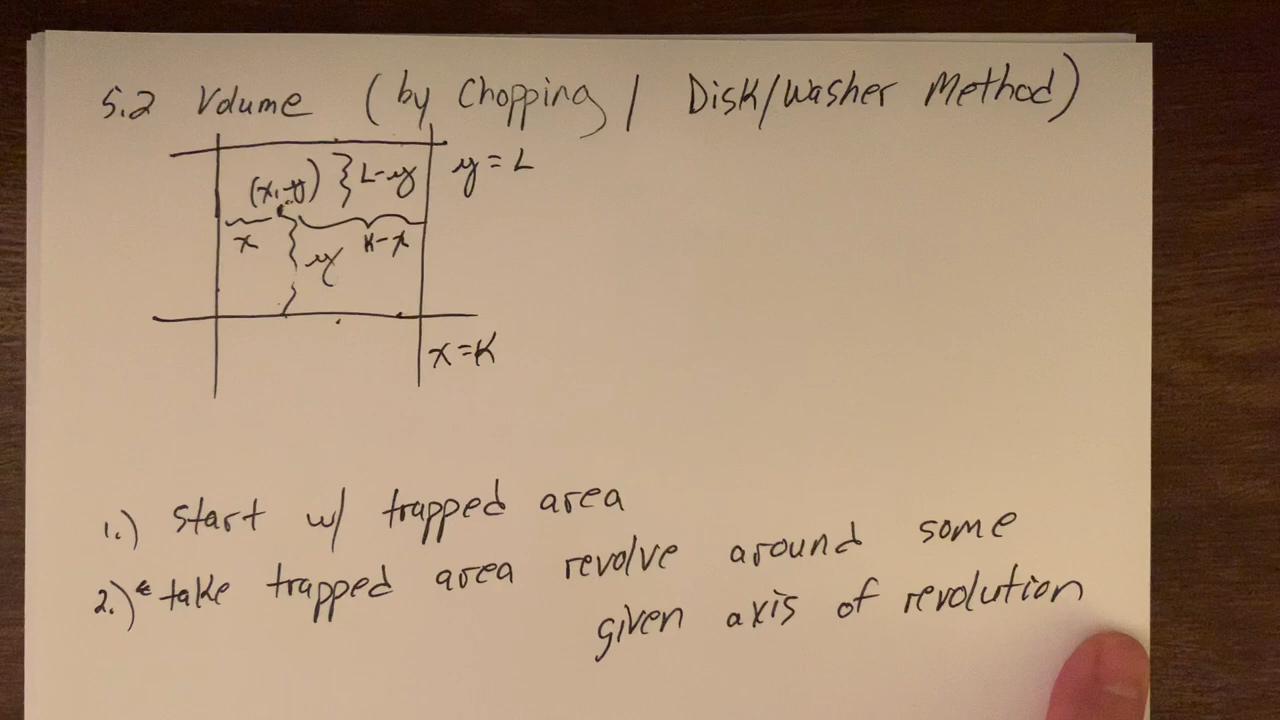 5.2 Volume (by Chopping / Disk/Washer Method)
(x, y) } L-y y = L
x K-x
y
x = K
1.) start w/ trapped area
2.) take trapped area revolve around some
given axis of revolution